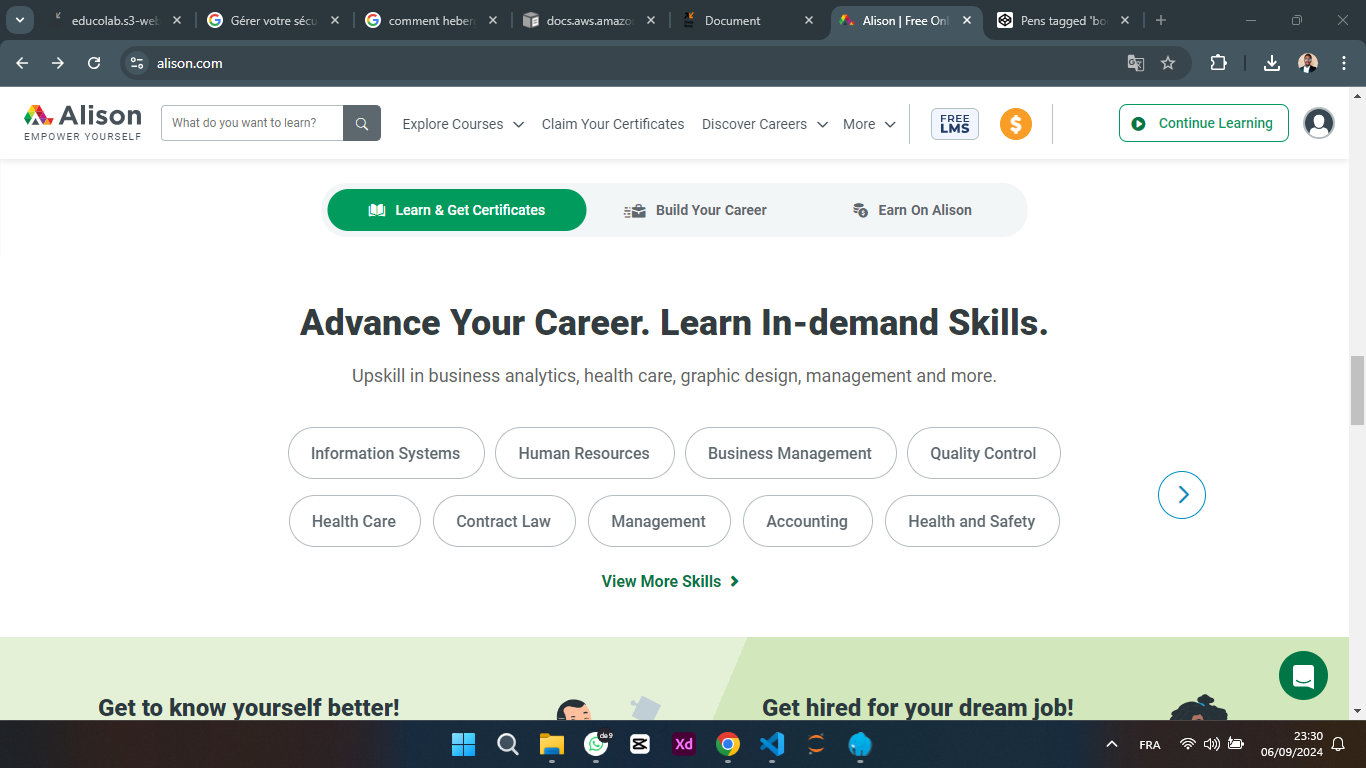 educolab.s3-web
Gérer votre sécu
comment heberg
docs.aws.amazo
Document
Alison | Free Onl
Pens tagged 'bo
alison.com
Alison
EMPOWER YOURSELF
What do you want to learn?
Explore Courses
Claim Your Certificates
Discover Careers
More
FREE
LMS
$
Continue Learning
Learn & Get Certificates
Build Your Career
Earn On Alison
Advance Your Career. Learn In-demand Skills.
Upskill in business analytics, health care, graphic design, management and more.
Information Systems
Human Resources
Business Management
Quality Control
Health Care
Contract Law
Management
Accounting
Health and Safety
View More Skills
Get to know yourself better!
Get hired for your dream job!
de 9
Xd
FRA
23:30
06/09/2024